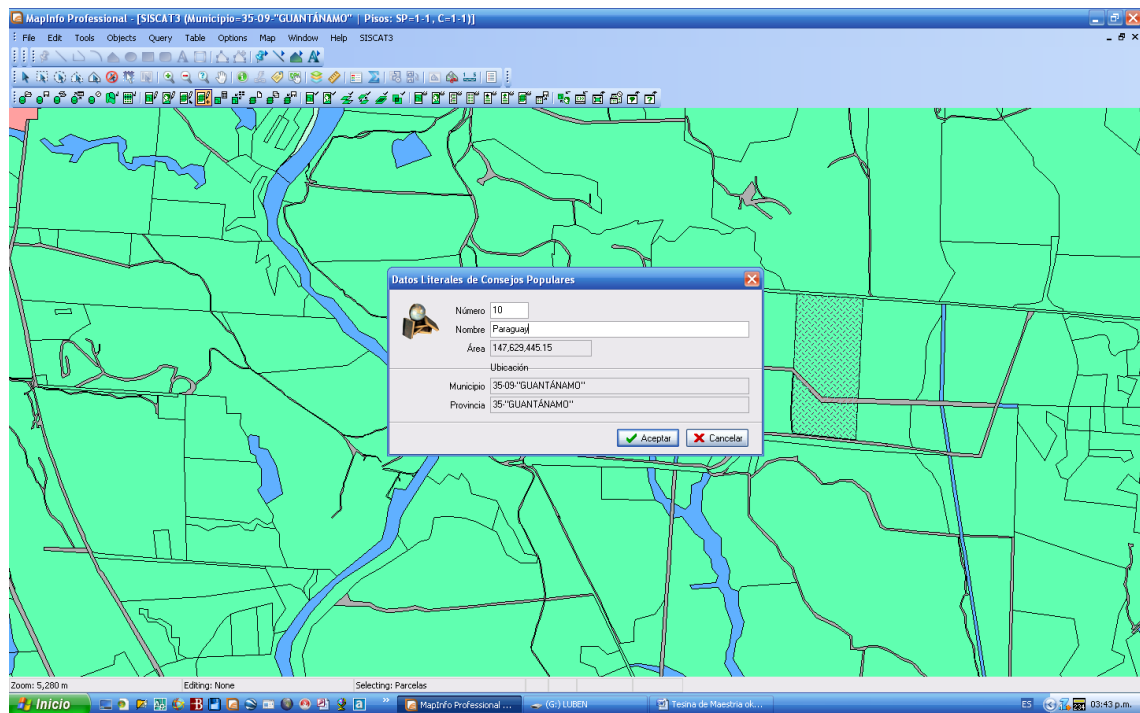 MapInfo Professional - [SISCAT3 (Municipio=35-09-"GUANTÁNAMO" | Pisos: SP=1-1, C=1-1)]
File Edit Tools Objects Query Table Options Map Window Help SISCAT3
Datos Literales de Consejos Populares
Número 10
Nombre Paraguay
Área 147,629,445.15
Ubicación
Municipio 35-09-"GUANTÁNAMO"
Provincia 35-"GUANTÁNAMO"
Aceptar Cancelar
Zoom: 5,280 m Editing: None Selecting: Parcelas
Inicio MapInfo Professional ... (G:) LUBEN Tesina de Maestria ok... ES 03:43 p.m.